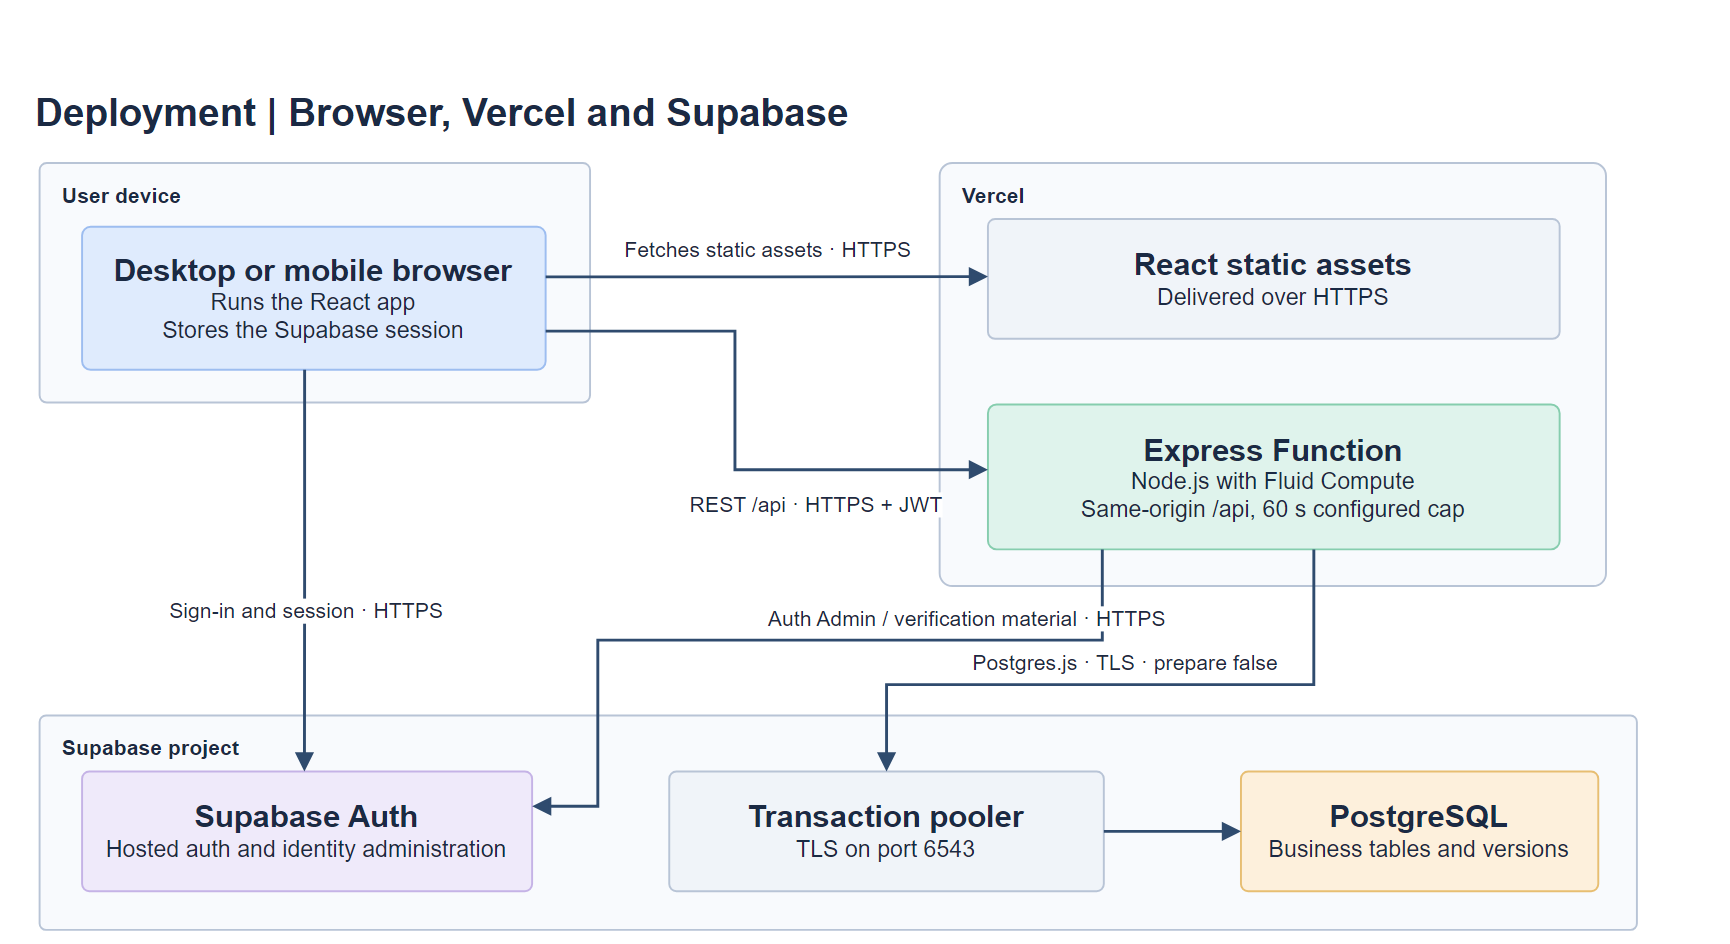 Deployment | Browser, Vercel and Supabase
User device
Desktop or mobile browser
Runs the React app
Stores the Supabase session
Fetches static assets · HTTPS
Vercel
React static assets
Delivered over HTTPS
REST /api · HTTPS + JWT
Express Function
Node.js with Fluid Compute
Same-origin /api, 60 s configured cap
Sign-in and session · HTTPS
Auth Admin / verification material · HTTPS
Postgres.js · TLS · prepare false
Supabase project
Supabase Auth
Hosted auth and identity administration
Transaction pooler
TLS on port 6543
PostgreSQL
Business tables and versions